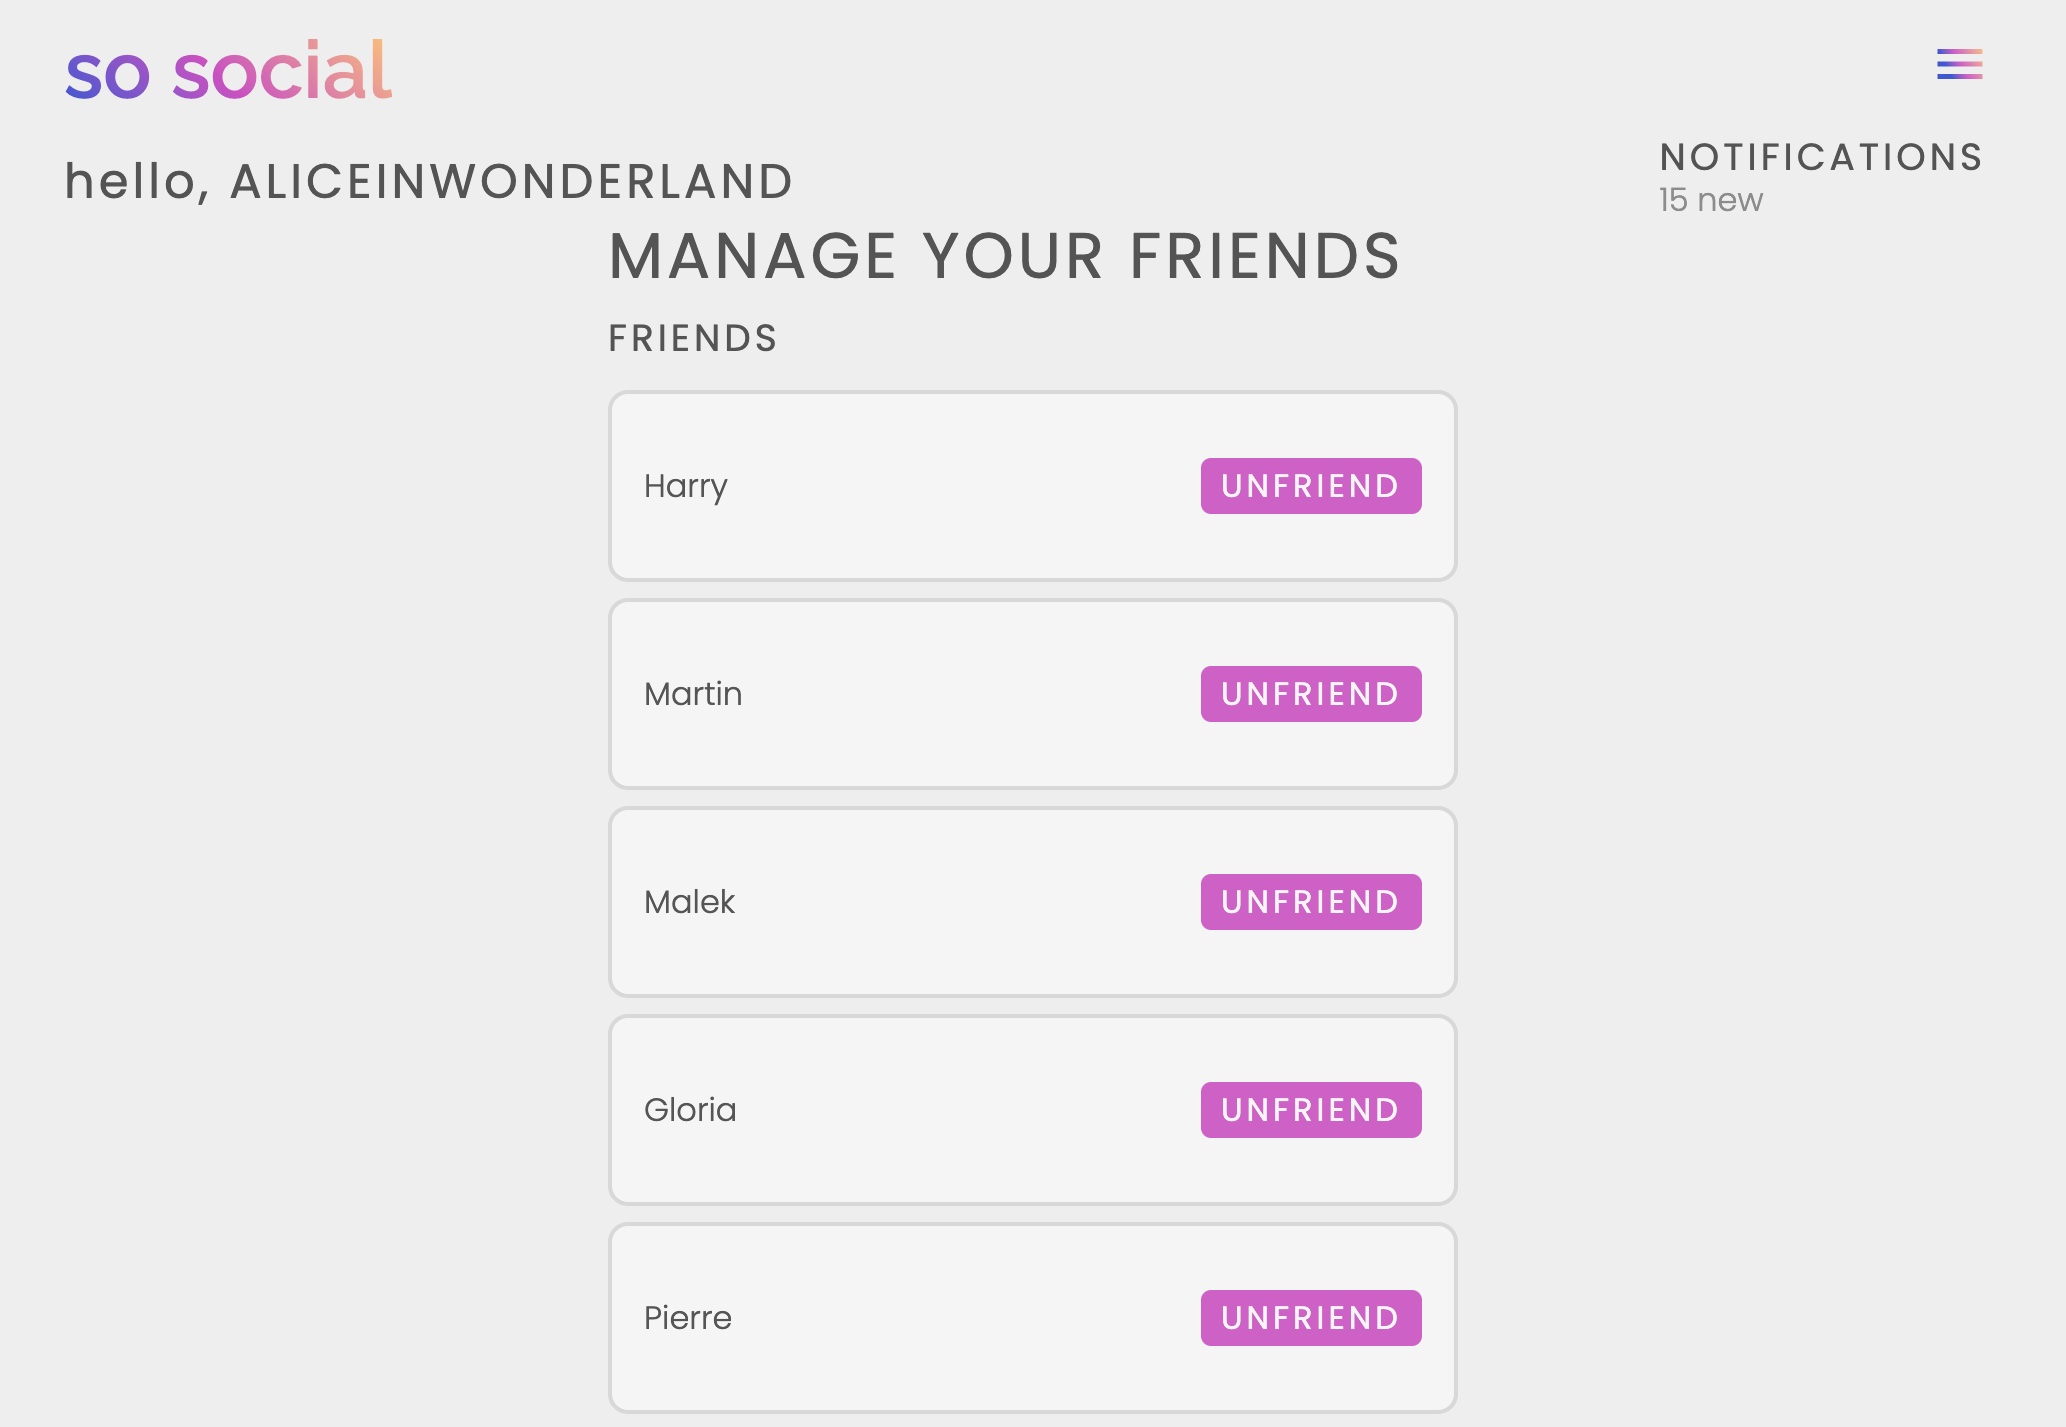 so social
hello, ALICEINWONDERLAND
NOTIFICATIONS
15 new
MANAGE YOUR FRIENDS
FRIENDS
Harry
UNFRIEND
Martin
UNFRIEND
Malek
UNFRIEND
Gloria
UNFRIEND
Pierre
UNFRIEND